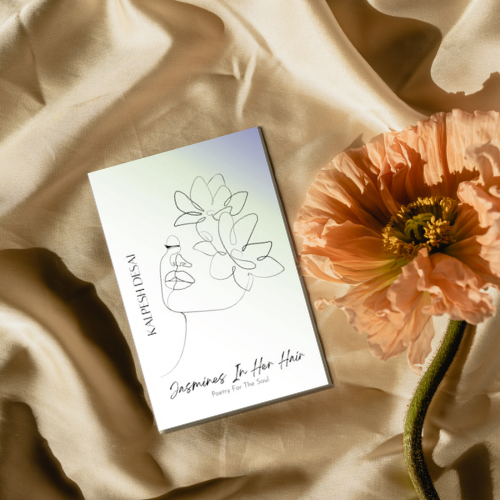 KALPESH DESAI
Jasmines In Her Hair
Poetry For The Soul